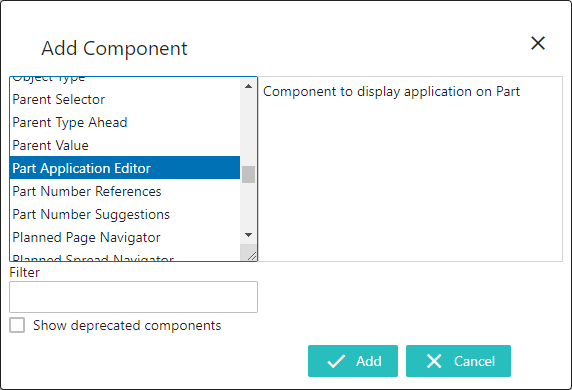 Add Component
Object Type
Parent Selector
Parent Type Ahead
Parent Value
Part Application Editor
Part Number References
Part Number Suggestions
Planned Page Navigator
Planned Spread Navigator
Component to display application on Part
Filter
Show deprecated components
Add
Cancel